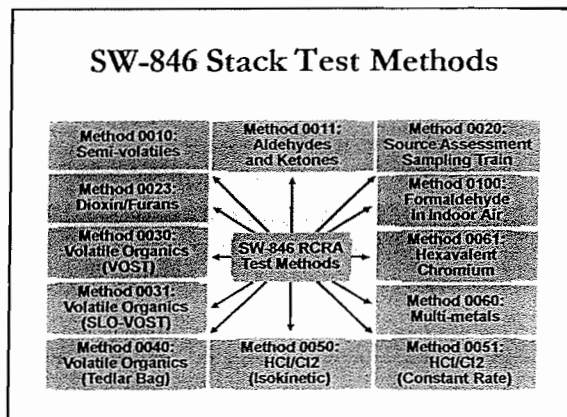 SW-846 Stack Test Methods
Method 0010:
Semi-volatiles
Method 0011:
Aldehydes
and Ketones
Method 0020:
Source Assessment
Sampling Train
Method 0023:
Dioxin/Furans
Method 0100:
Formaldehyde
In Indoor Air
Method 0030:
Volatile Organics
(VOST)
SW-846 RCRA
Test Methods
Method 0061:
Hexavalent
Chromium
Method 0031:
Volatile Organics
(SLO-VOST)
Method 0060:
Multi-metals
Method 0040:
Volatile Organics
(Tedlar Bag)
Method 0050:
HCl/Cl2
(Isokinetic)
Method 0051:
HCl/Cl2
(Constant Rate)